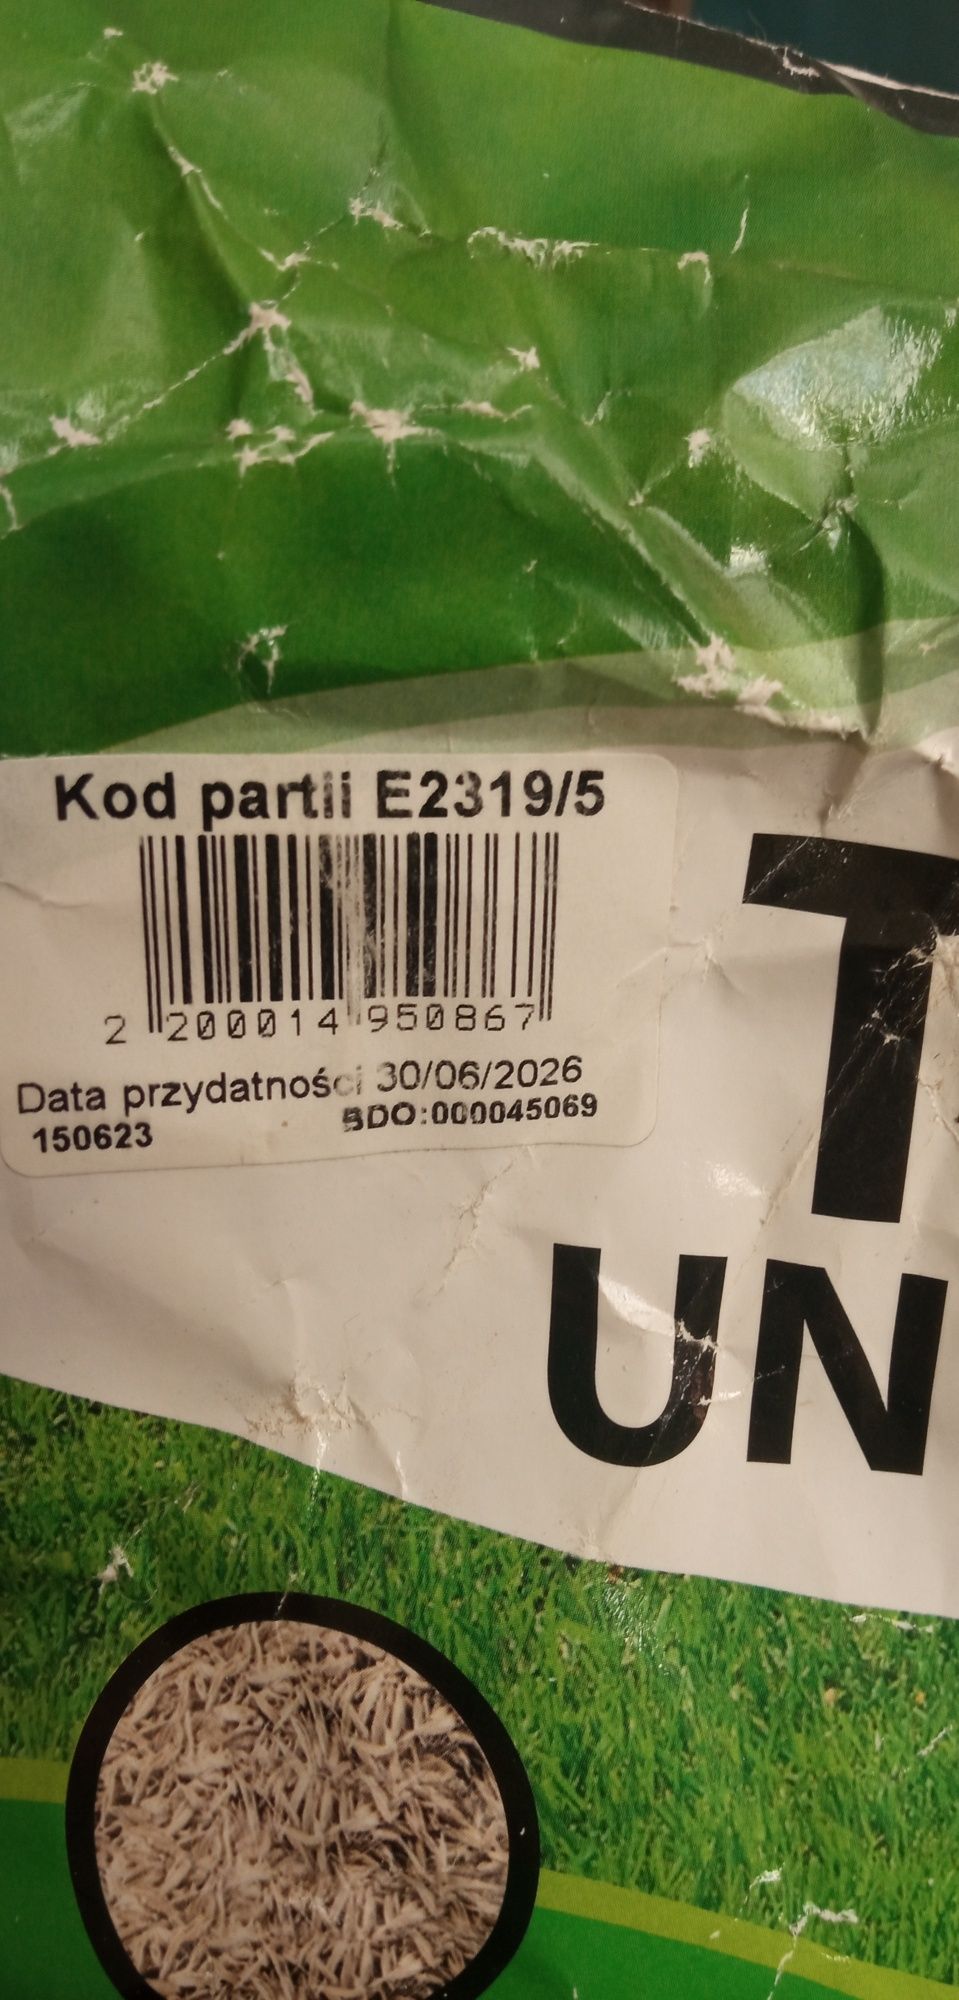 Kod partii E2319/5
2 200014 950867
Data przydatności 30/06/2026
150623 BDO:000045069
T
UN